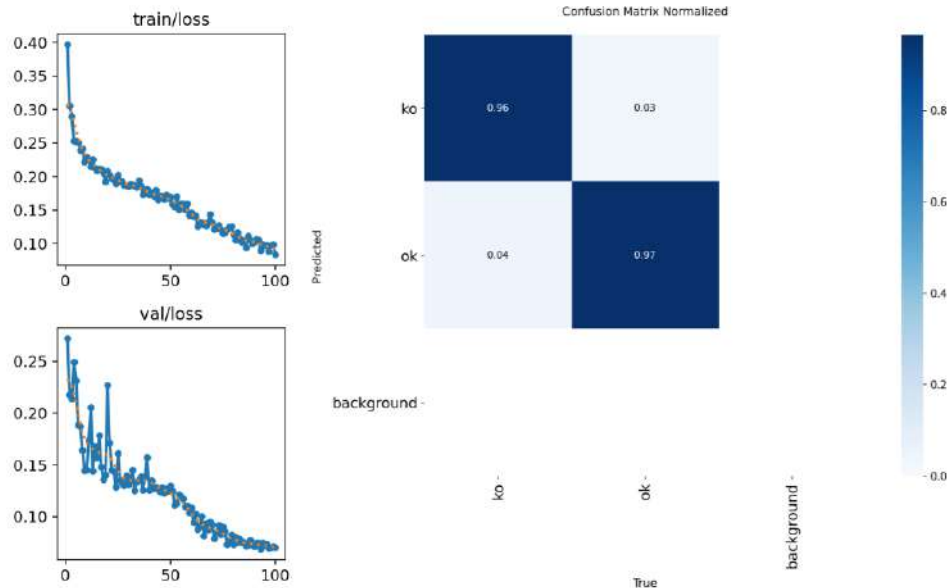 train/loss
0.40
0.35
0.30
0.25
0.20
0.15
0.10
0
50
100
val/loss
0.25
0.20
0.15
0.10
0
50
100
Confusion Matrix Normalized
Predicted
ko
0.96
0.03
ok
0.04
0.97
background
ko
ok
background
True
0.8
0.6
0.4
0.2
0.0